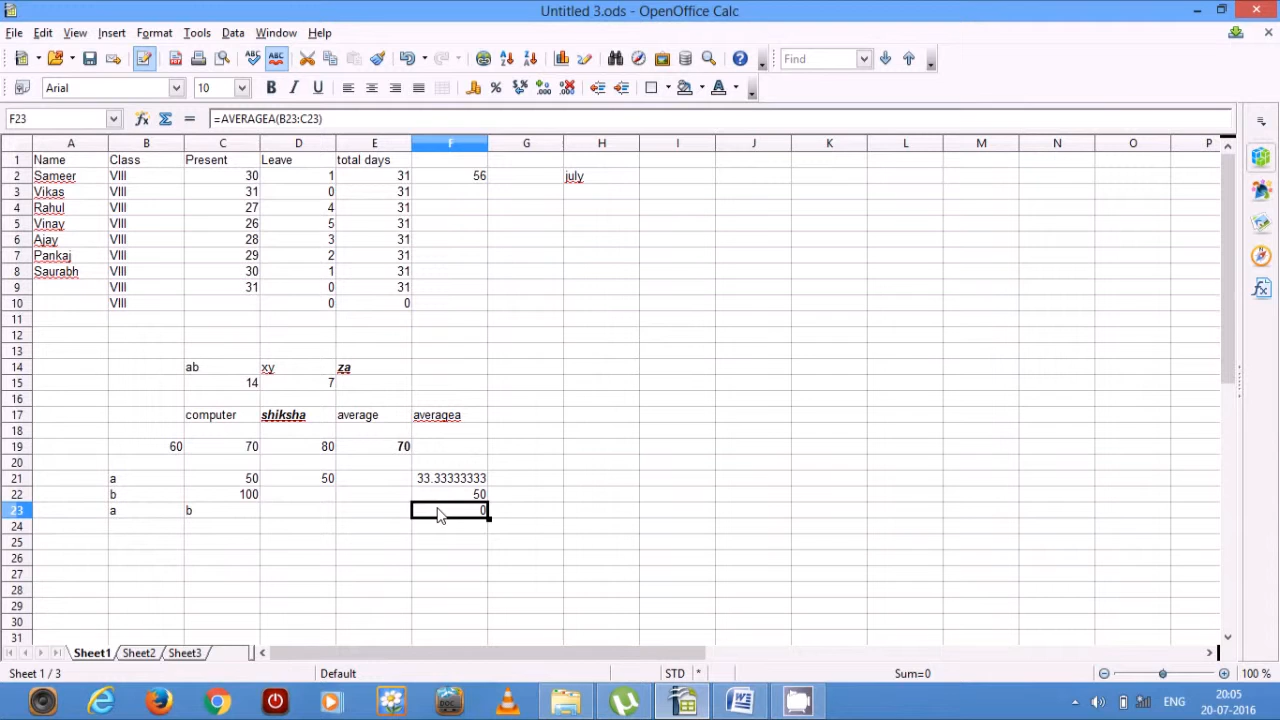 Untitled 3.ods - OpenOffice Calc
File Edit View Insert Format Tools Data Window Help
Find
Arial 10
F23 =AVERAGEA(B23:C23)
A B C D E F G H I J K L M N O P
1 Name Class Present Leave total days
2 Sameer VIII 30 1 31 56 july
3 Vikas VIII 31 0 31
4 Rahul VIII 27 4 31
5 Vinay VIII 26 5 31
6 Ajay VIII 28 3 31
7 Pankaj VIII 29 2 31
8 Saurabh VIII 30 1 31
9 VIII 31 0 31
10 VIII 0 0
11
12
13
14 ab xy za
15 14 7
16
17 computer shiksha average averagea
18
19 60 70 80 70
20
21 a 50 50 33.33333333
22 b 100 50
23 a b 0
24
25
26
27
28
29
30
31
Sheet1 Sheet2 Sheet3
Sheet 1 / 3 Default STD * Sum=0 100 %
ENG 20:05
20-07-2016